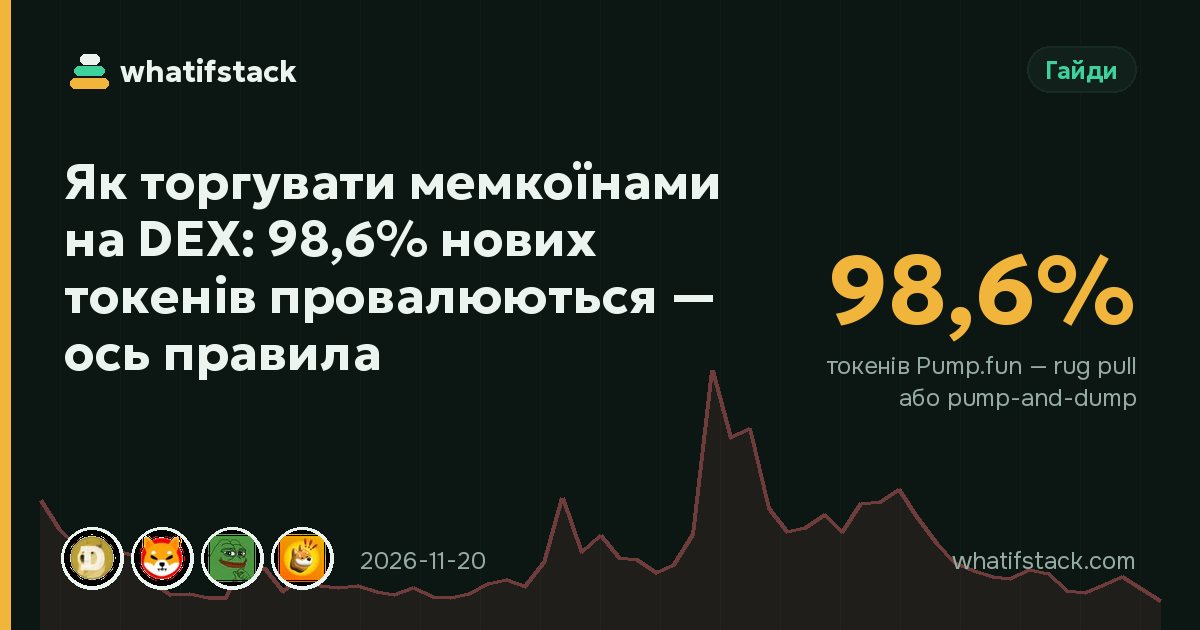 whatifstack
Гайди
Як торгувати мемкоїнами
на DEX: 98,6% нових
токенів провалюються —
ось правила
98,6%
токенів Pump.fun — rug pull
або pump-and-dump
2026-11-20
whatifstack.com